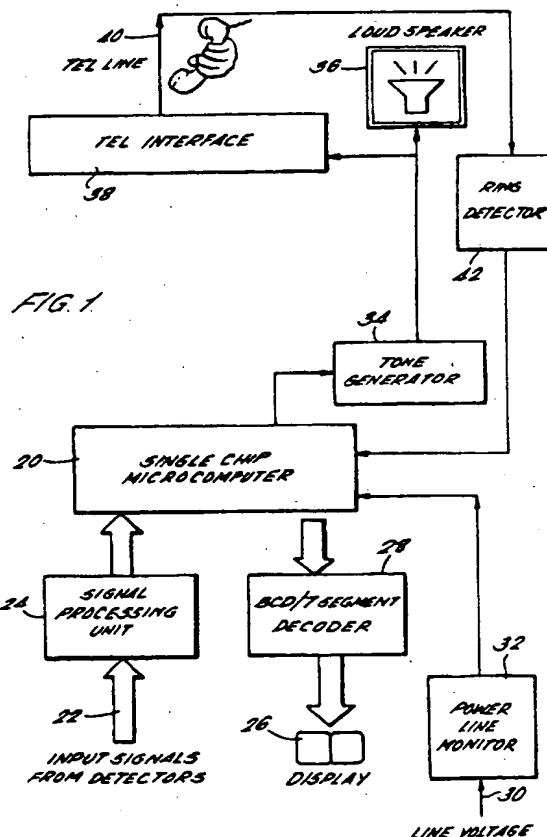 40
TEL LINE
LOUD SPEAKER
36
TEL INTERFACE
38
RING
DETECTOR
42
FIG. 1
34
TONE
GENERATOR
20
SINGLE CHIP
MICROCOMPUTER
24
SIGNAL
PROCESSING
UNIT
28
BCD/7 SEGMENT
DECODER
32
POWER
LINE
MONITOR
22
INPUT SIGNALS
FROM DETECTORS
26
DISPLAY
30
LINE VOLTAGE